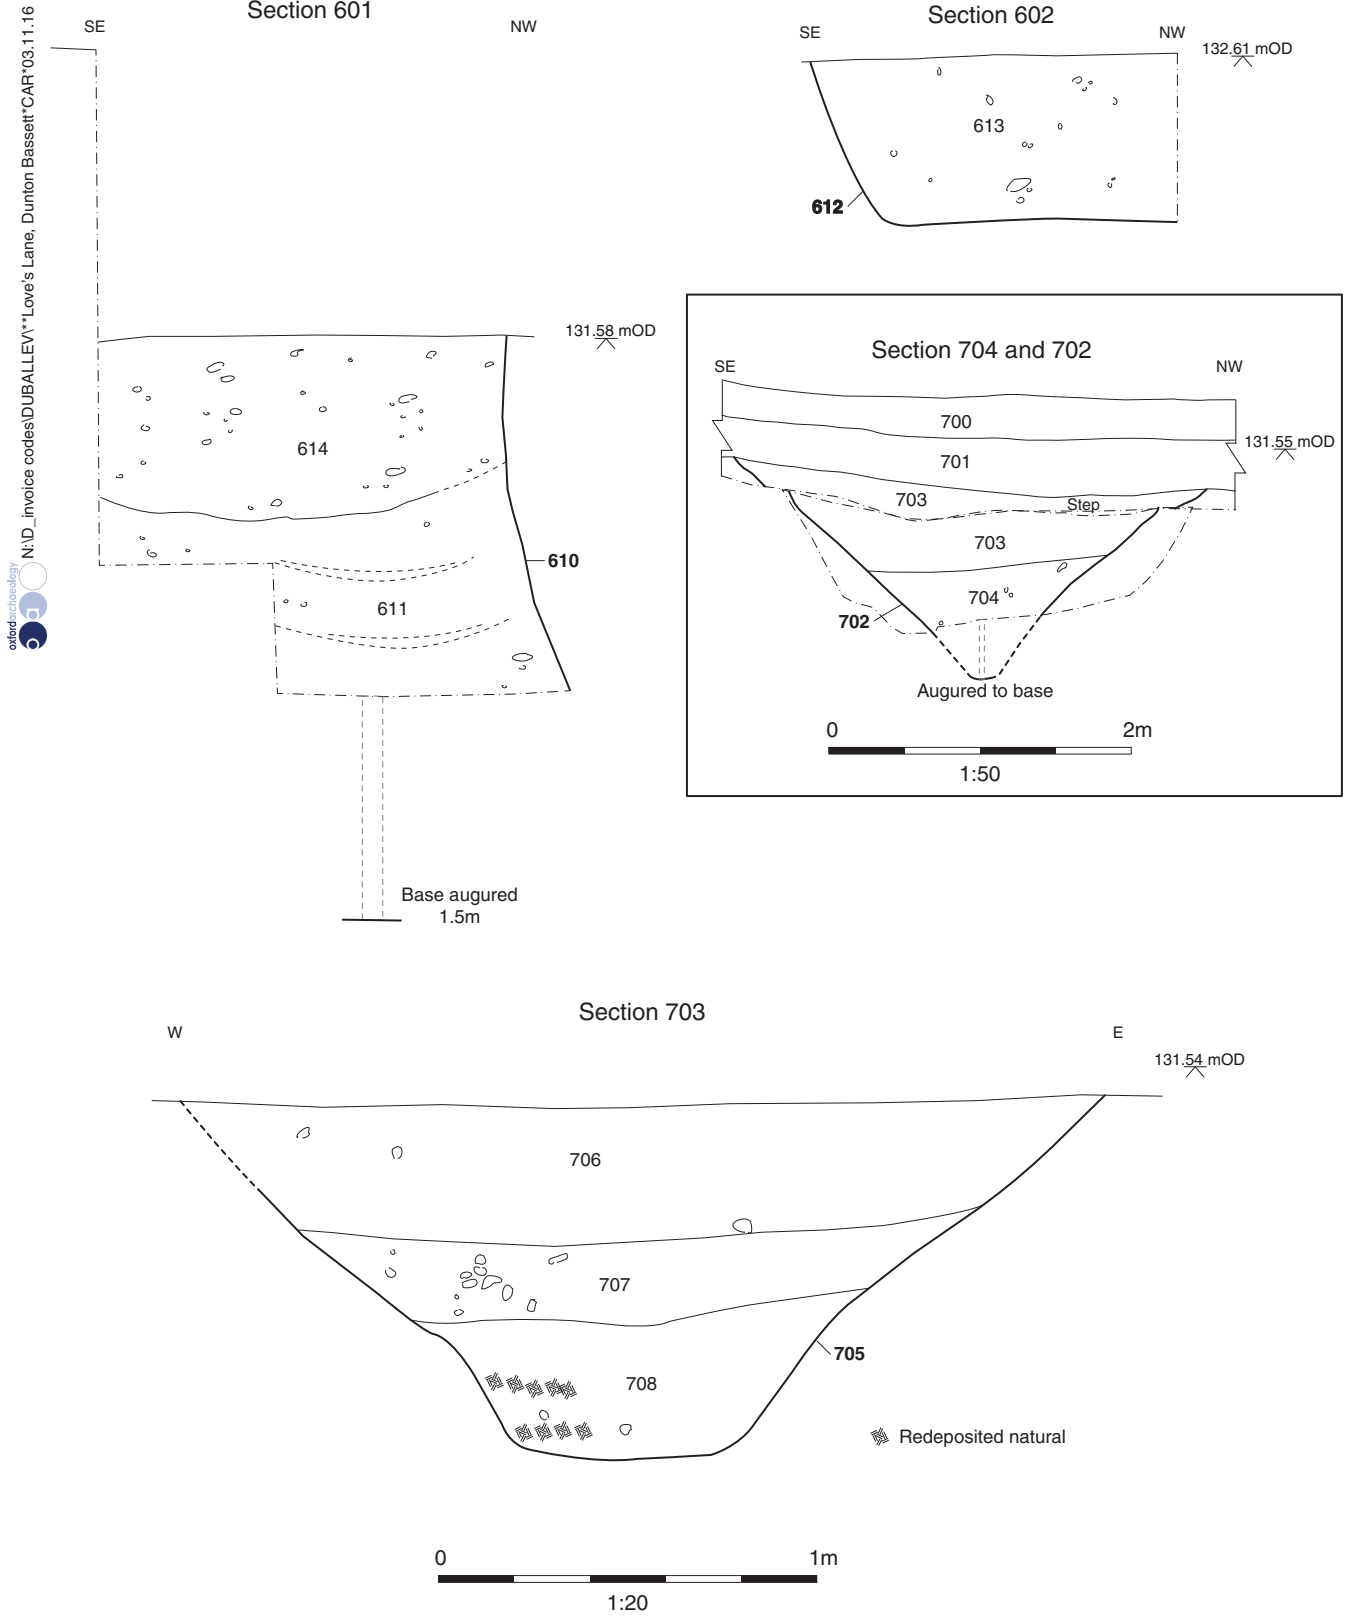 N:\D_invoice codes\DUBALLEV\**Love's Lane, Dunton Bassett*CAR*03.11.16
oxfordarchaeology
Section 601
SE
NW
131.58 mOD
614
610
611
Base augured
1.5m
Section 602
SE
NW
132.61 mOD
613
612
Section 704 and 702
SE
NW
700
131.55 mOD
701
703
Step
703
704
702
Augured to base
0 2m
1:50
Section 703
W
E
131.54 mOD
706
707
705
708
Redeposited natural
0 1m
1:20